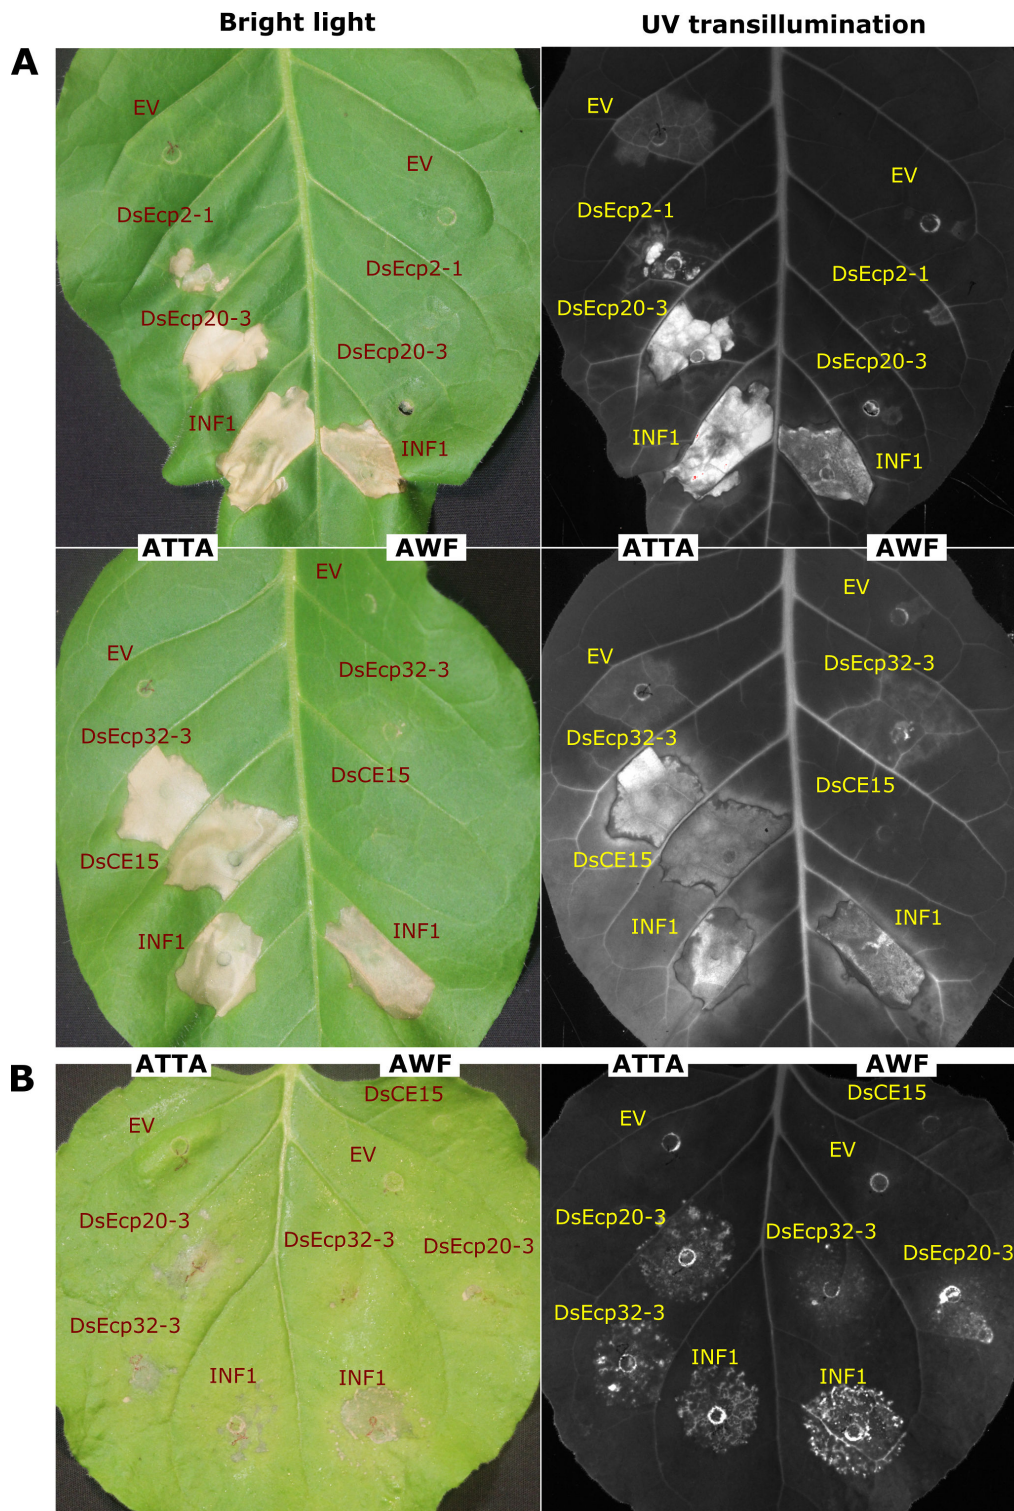 Bright light
UV transillumination
A
EV
EV
DsEcp2-1
DsEcp2-1
DsEcp20-3
DsEcp20-3
INF1
INF1
EV
EV
DsEcp2-1
DsEcp2-1
DsEcp20-3
DsEcp20-3
INF1
INF1
ATTA
AWF
ATTA
AWF
EV
EV
DsEcp32-3
DsEcp32-3
DsCE15
DsCE15
INF1
INF1
EV
EV
DsEcp32-3
DsEcp32-3
DsCE15
DsCE15
INF1
INF1
B
ATTA
AWF
ATTA
AWF
DsCE15
EV
EV
DsEcp20-3
DsEcp32-3
DsEcp20-3
DsEcp32-3
INF1
INF1
DsCE15
EV
EV
DsEcp20-3
DsEcp32-3
DsEcp20-3
DsEcp32-3
INF1
INF1